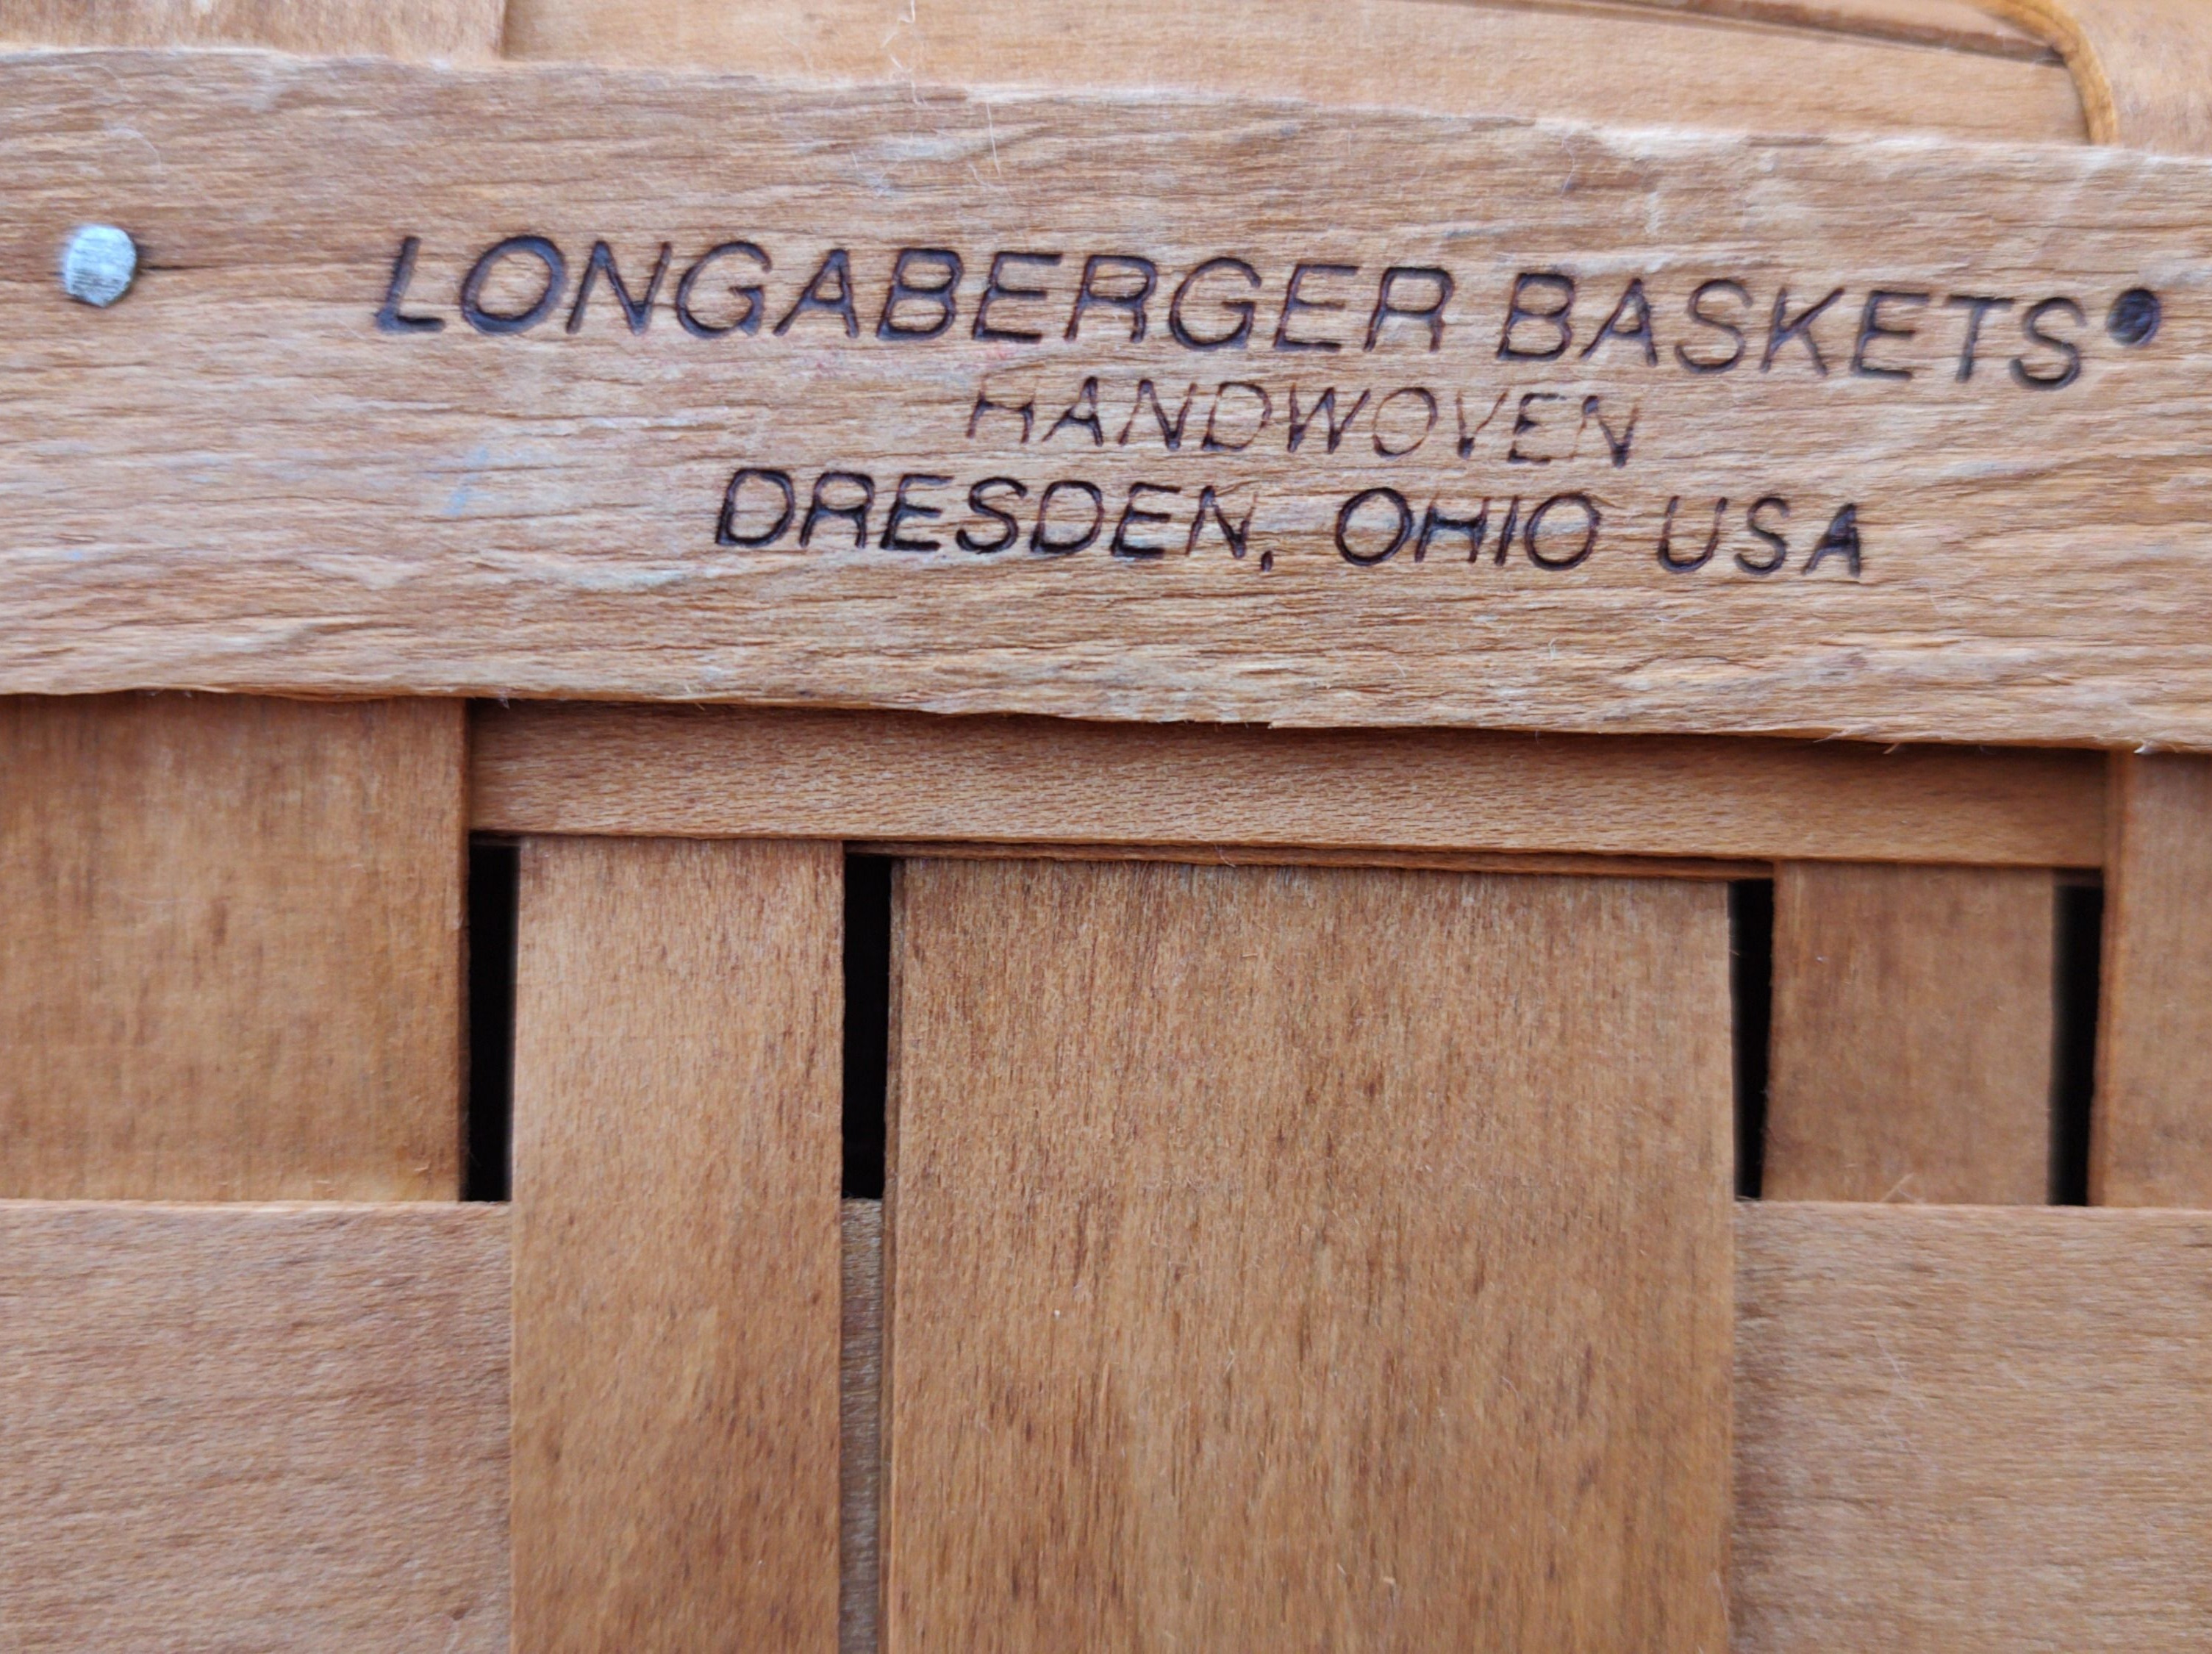 LONGABERGER BASKETS®
HANDWOVEN
DRESDEN, OHIO USA